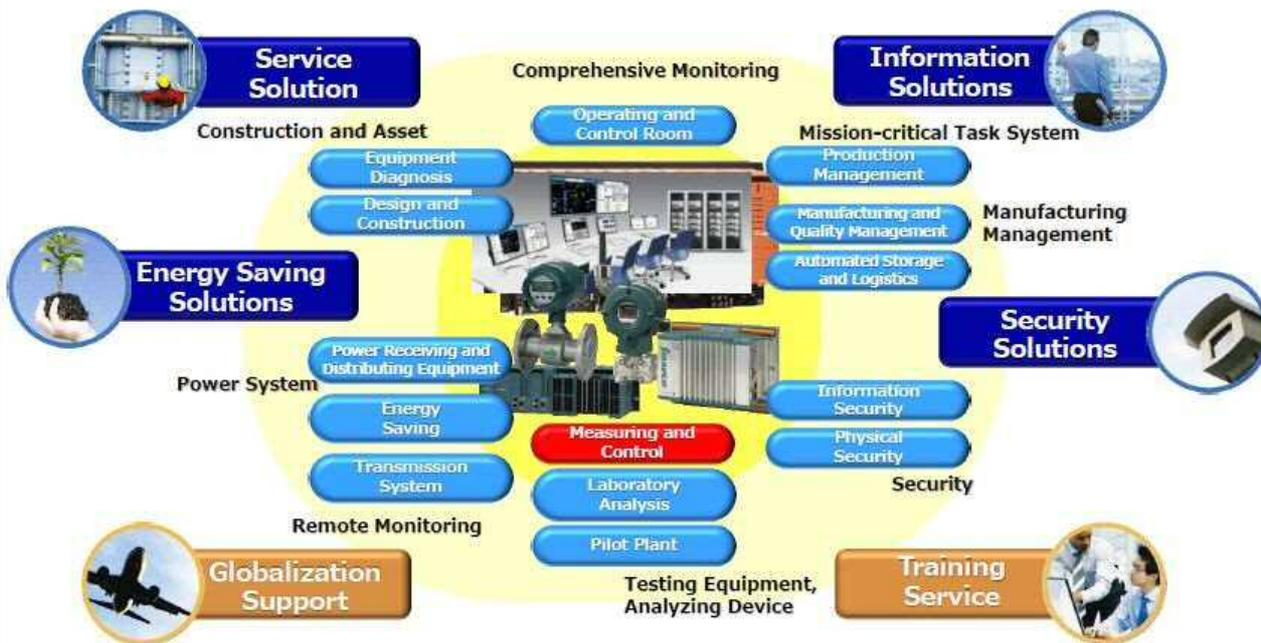 Service
Solution
Comprehensive Monitoring
Information
Solutions
Construction and Asset
Operating and
Control Room
Mission-critical Task System
Equipment
Diagnosis
Production
Management
Design and
Construction
Manufacturing and
Quality Management
Manufacturing
Management
Energy Saving
Solutions
Automated Storage
and Logistics
Security
Solutions
Power Receiving and
Distributing Equipment
Power System
Energy
Saving
Information
Security
Measuring and
Control
Physical
Security
Transmission
System
Laboratory
Analysis
Security
Remote Monitoring
Pilot Plant
Globalization
Support
Testing Equipment,
Analyzing Device
Training
Service